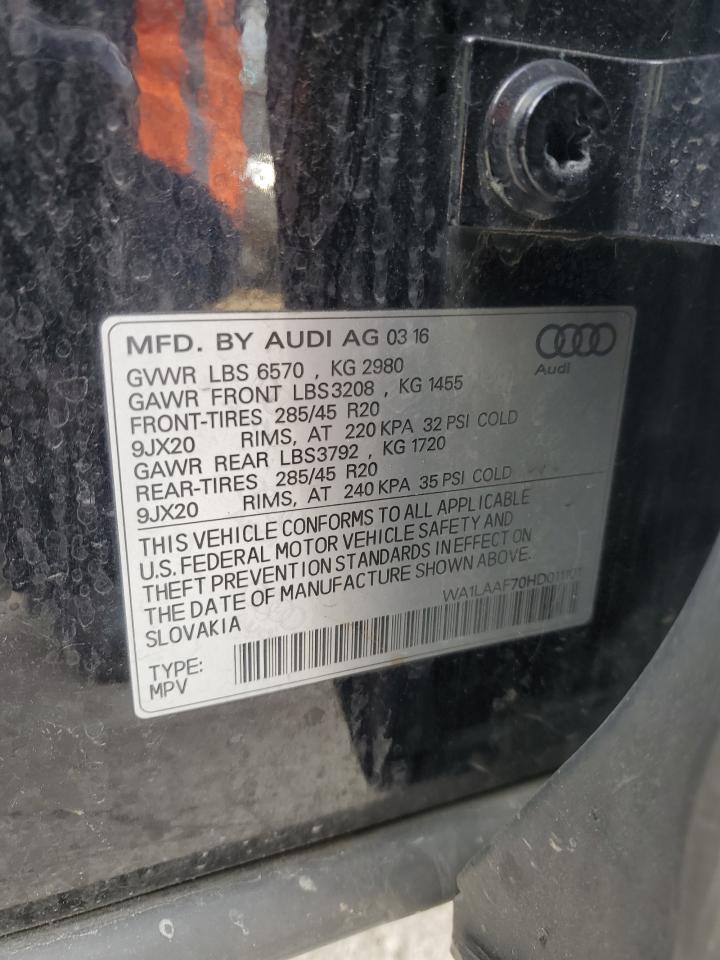 MFD. BY AUDI AG 03 16
Audi
GVWR LBS 6570 , KG 2980
GAWR FRONT LBS3208 , KG 1455
FRONT-TIRES 285/45 R20
9JX20 RIMS, AT 220 KPA 32 PSI COLD
GAWR REAR LBS3792 , KG 1720
REAR-TIRES 285/45 R20
9JX20 RIMS, AT 240 KPA 35 PSI COLD
THIS VEHICLE CONFORMS TO ALL APPLICABLE
U.S. FEDERAL MOTOR VEHICLE SAFETY AND
THEFT PREVENTION STANDARDS IN EFFECT ON
THE DATE OF MANUFACTURE SHOWN ABOVE.
SLOVAKIA
TYPE:
MPV